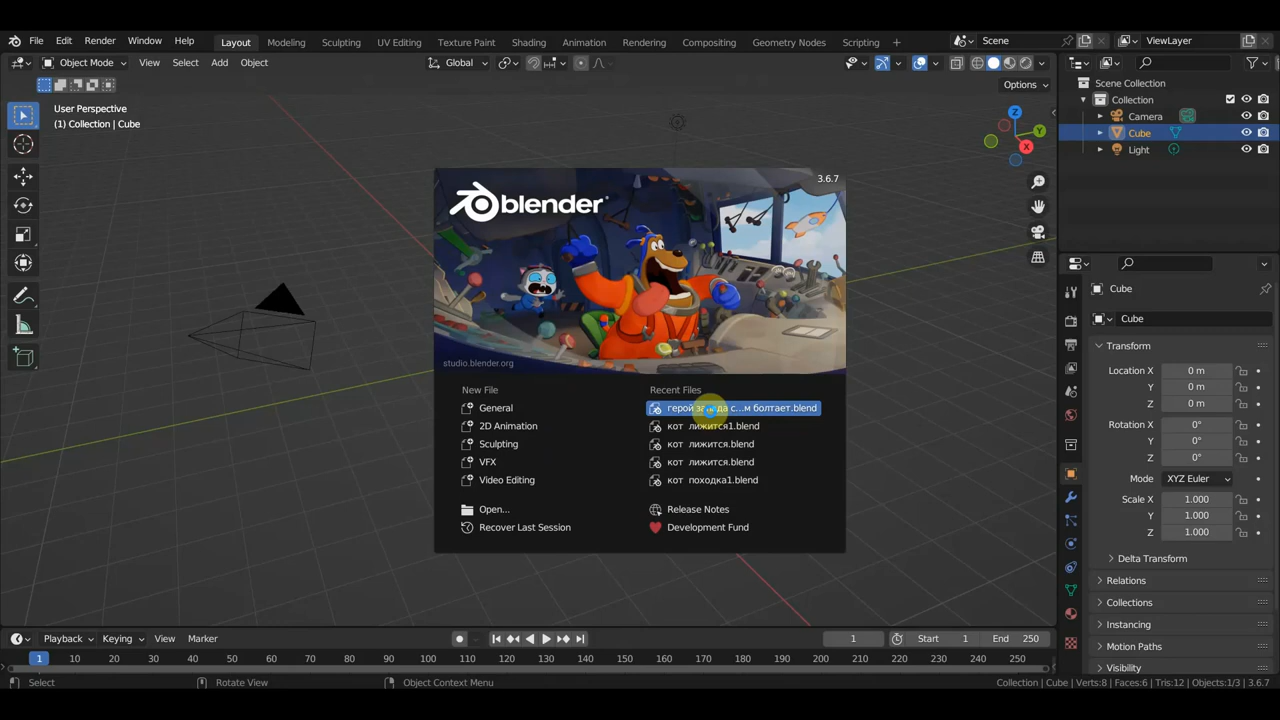 File Edit Render Window Help Layout Modeling Sculpting UV Editing Texture Paint Shading Animation Rendering Compositing Geometry Nodes Scripting + Scene ViewLayer
Object Mode View Select Add Object Global
Options
User Perspective
(1) Collection | Cube
Z
Y
X
Scene Collection
Collection
Camera
Cube
Light
3.6.7
blender
studio.blender.org
New File
General
2D Animation
Sculpting
VFX
Video Editing
Open...
Recover Last Session
Recent Files
герой з с...м болтает.blend
кот лижится1.blend
кот лижится.blend
кот лижится.blend
кот походка1.blend
Release Notes
Development Fund
Cube
Cube
Transform
Location X 0 m
Y 0 m
Z 0 m
Rotation X 0°
Y 0°
Z 0°
Mode XYZ Euler
Scale X 1.000
Y 1.000
Z 1.000
Delta Transform
Relations
Collections
Instancing
Motion Paths
Visibility
Playback Keying View Marker 1 Start 1 End 250
1 10 20 30 40 50 60 70 80 90 100 110 120 130 140 150 160 170 180 190 200 210 220 230 240 250
Select Rotate View Object Context Menu Collection | Cube | Verts:8 | Faces:6 | Tris:12 | Objects:1/3 | 3.6.7